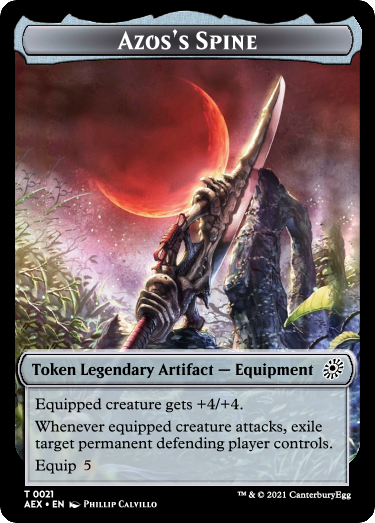 Azos's Spine
Token Legendary Artifact — Equipment
Equipped creature gets +4/+4.
Whenever equipped creature attacks, exile
target permanent defending player controls.
Equip 5
T 0021
AEX • EN Phillip Calvillo
™ & © 2021 CanterburyEgg